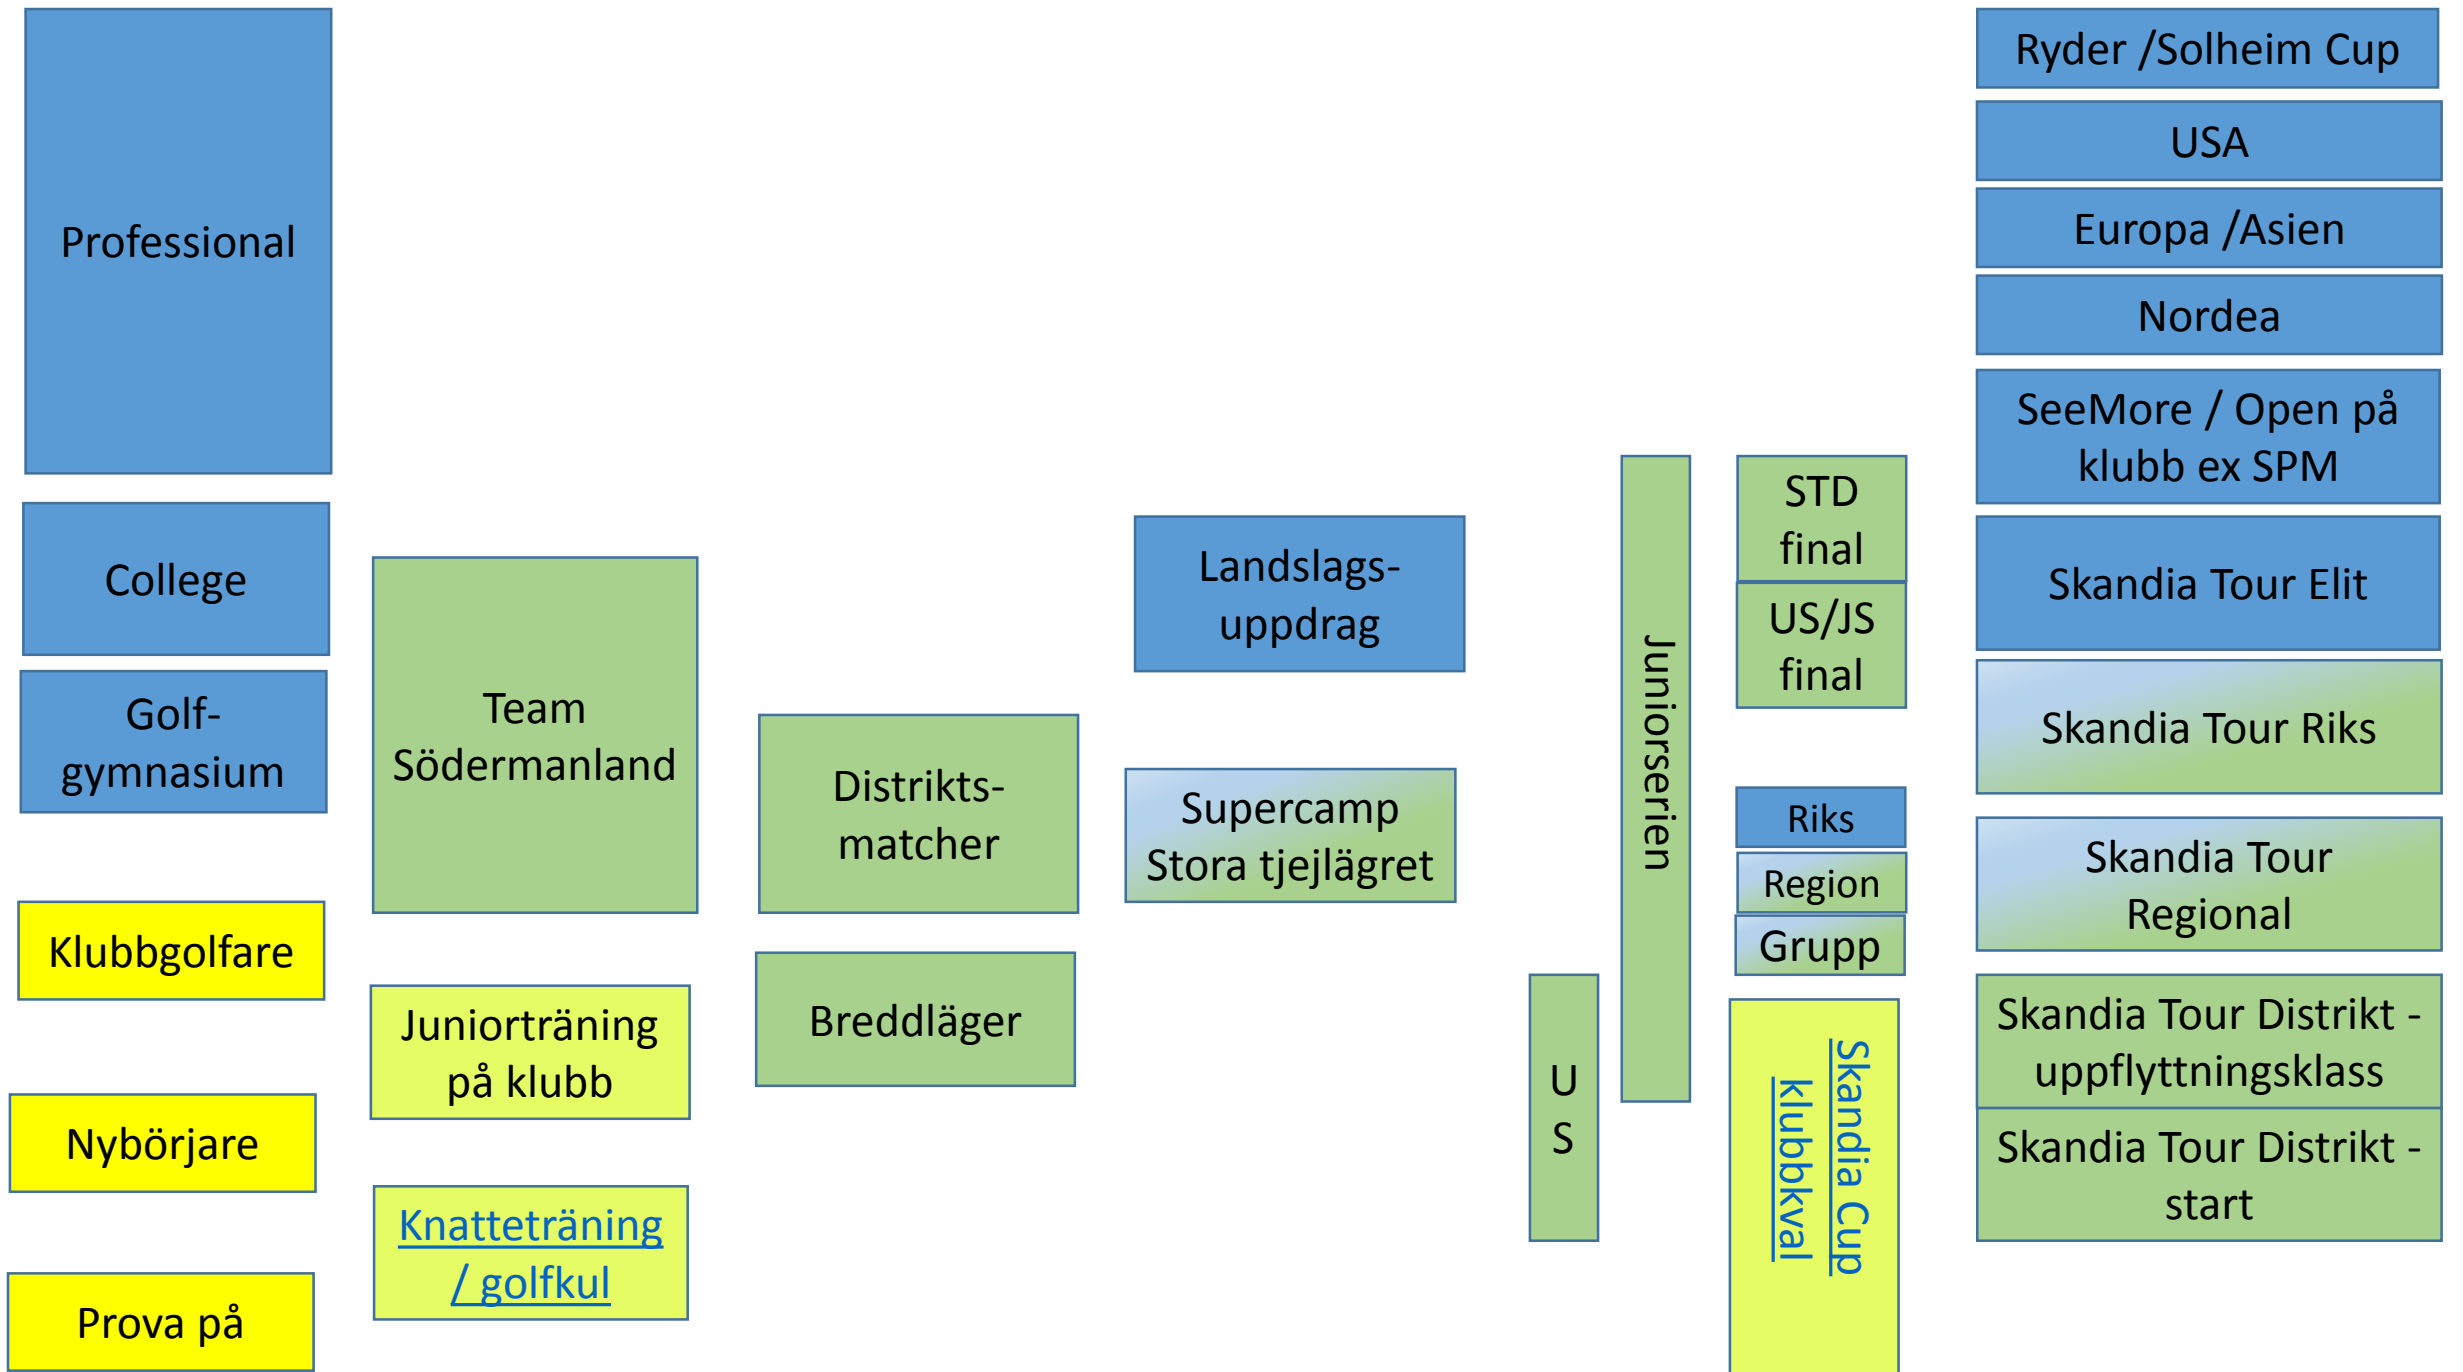 Professional
College
Golf-
gymnasium
Klubbgolfare
Nybörjare
Prova på
Team
Södermanland
Juniorträning
på klubb
Knatteträning
/ golfkul
Distrikts-
matcher
Breddläger
Landslags-
uppdrag
Supercamp
Stora tjejlägret
U
S
Juniorserien
STD
final
US/JS
final
Riks
Region
Grupp
Skandia Cup
klubbkval
Ryder /Solheim Cup
USA
Europa /Asien
Nordea
SeeMore / Open på
klubb ex SPM
Skandia Tour Elit
Skandia Tour Riks
Skandia Tour
Regional
Skandia Tour Distrikt -
uppflyttningsklass
Skandia Tour Distrikt -
start